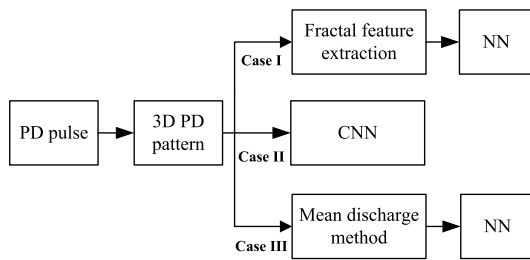 Fractal feature
extraction
NN
Case I
PD pulse
3D PD
pattern
CNN
Case II
Mean discharge
method
NN
Case III